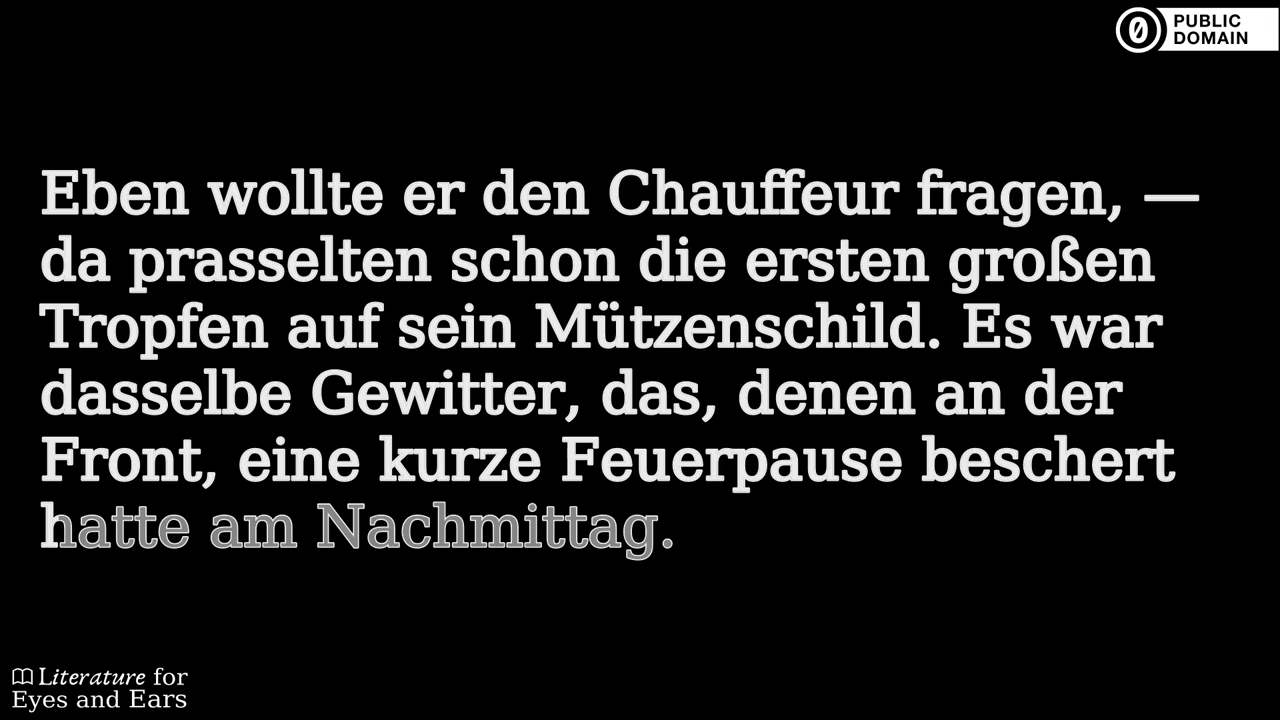 PUBLIC
DOMAIN
Eben wollte er den Chauffeur fragen, —
da prasselten schon die ersten großen
Tropfen auf sein Mützenschild. Es war
dasselbe Gewitter, das, denen an der
Front, eine kurze Feuerpause beschert
hatte am Nachmittag.
Literature for
Eyes and Ears